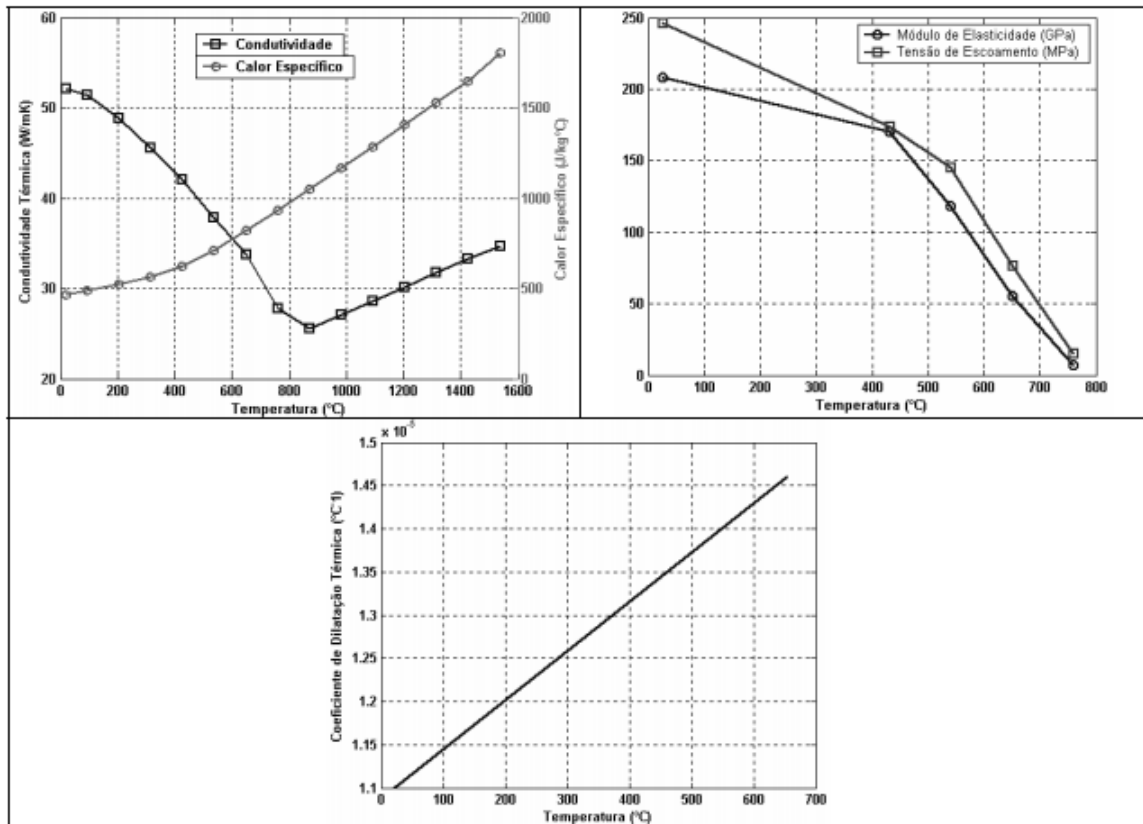 60
50
40
30
20
Condutividade Térmica (W/mK)
Condutividade
Calor Específico
2000
1500
1000
500
0
Calor Específico (J/kg°C)
0 200 400 600 800 1000 1200 1400 1600
Temperatura (°C)
250
200
150
100
50
0
Módulo de Elasticidade (GPa)
Tensão de Escoamento (MPa)
0 100 200 300 400 500 600 700 800
Temperatura (°C)
x 10⁻⁵
1.5
1.45
1.4
1.35
1.3
1.25
1.2
1.15
1.1
Coeficiente de Dilatação Térmica (°C⁻1)
0 100 200 300 400 500 600 700
Temperatura (°C)